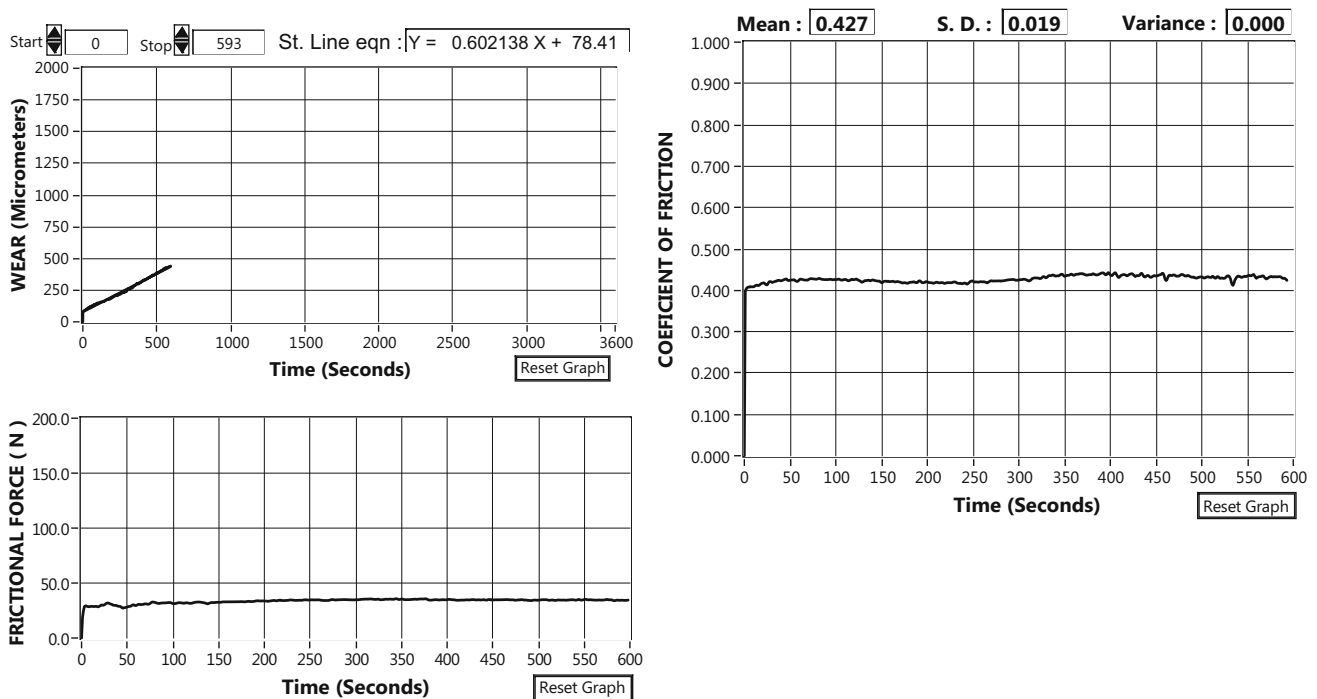 Start 0 Stop 593 St. Line eqn : Y = 0.602138 X + 78.41
2000
1750
1500
1250
1000
750
500
250
0
WEAR (Micrometers)
0 500 1000 1500 2000 2500 3000 3600
Time (Seconds)
Reset Graph
200.0
150.0
100.0
50.0
0.0
FRICTIONAL FORCE ( N )
0 50 100 150 200 250 300 350 400 450 500 550 600
Time (Seconds)
Reset Graph
Mean : 0.427 S. D. : 0.019 Variance : 0.000
1.000
0.900
0.800
0.700
0.600
0.500
0.400
0.300
0.200
0.100
0.000
COEFICIENT OF FRICTION
0 50 100 150 200 250 300 350 400 450 500 550 600
Time (Seconds)
Reset Graph